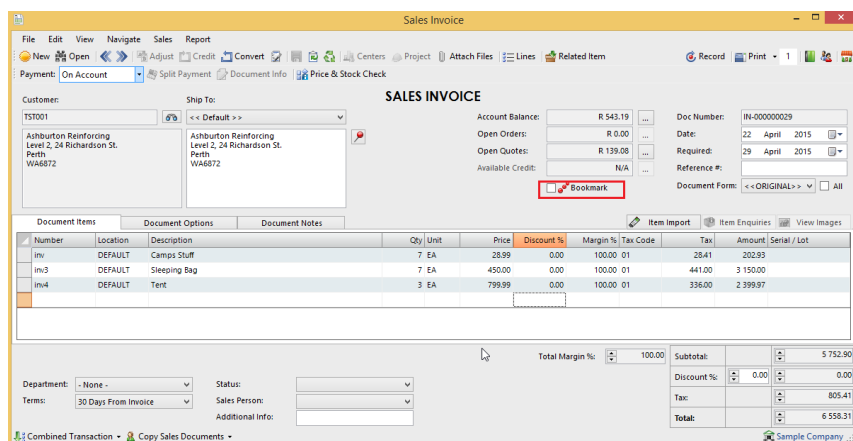 Sales Invoice
File Edit View Navigate Sales Report
New Open Adjust Credit Convert Centers Project Attach Files Lines Related Item Record Print 1
Payment: On Account Split Payment Document Info Price & Stock Check
SALES INVOICE
Customer: Ship To:
TST001 << Default >>
Ashburton Reinforcing
Level 2, 24 Richardson St.
Perth
WA6872
Ashburton Reinforcing
Level 2, 24 Richardson St.
Perth
WA6872
Account Balance: R 543.19 ...
Open Orders: R 0.00 ...
Open Quotes: R 139.08 ...
Available Credit: N/A ...
Bookmark
Doc Number: IN-000000029
Date: 22 April 2015
Required: 29 April 2015
Reference #:
Document Form: <<ORIGINAL>> All
Document Items Document Options Document Notes Item Import Item Enquiries View Images
Number Location Description Qty Unit Price Discount % Margin % Tax Code Tax Amount Serial / Lot
inv DEFAULT Camps Stuff 7 EA 28.99 0.00 100.00 01 28.41 202.93
inv3 DEFAULT Sleeping Bag 7 EA 450.00 0.00 100.00 01 441.00 3 150.00
inv4 DEFAULT Tent 3 EA 799.99 0.00 100.00 01 336.00 2 399.97
Total Margin %: 100.00
Subtotal: 5 752.90
Discount %: 0.00 0.00
Tax: 805.41
Total: 6 558.31
Department: - None - Status:
Terms: 30 Days From Invoice Sales Person:
Additional Info:
Combined Transaction Copy Sales Documents Sample Company